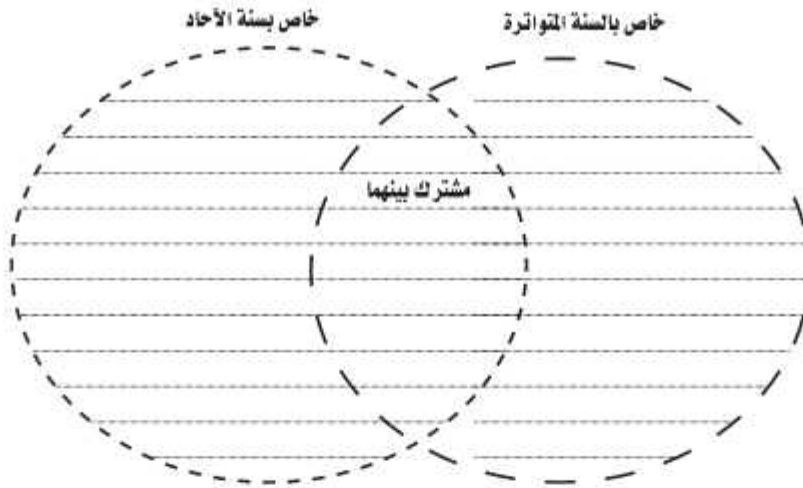 خاص بالسنة المتواترة
خاص بسنة الآحاد
مشترك بينهما